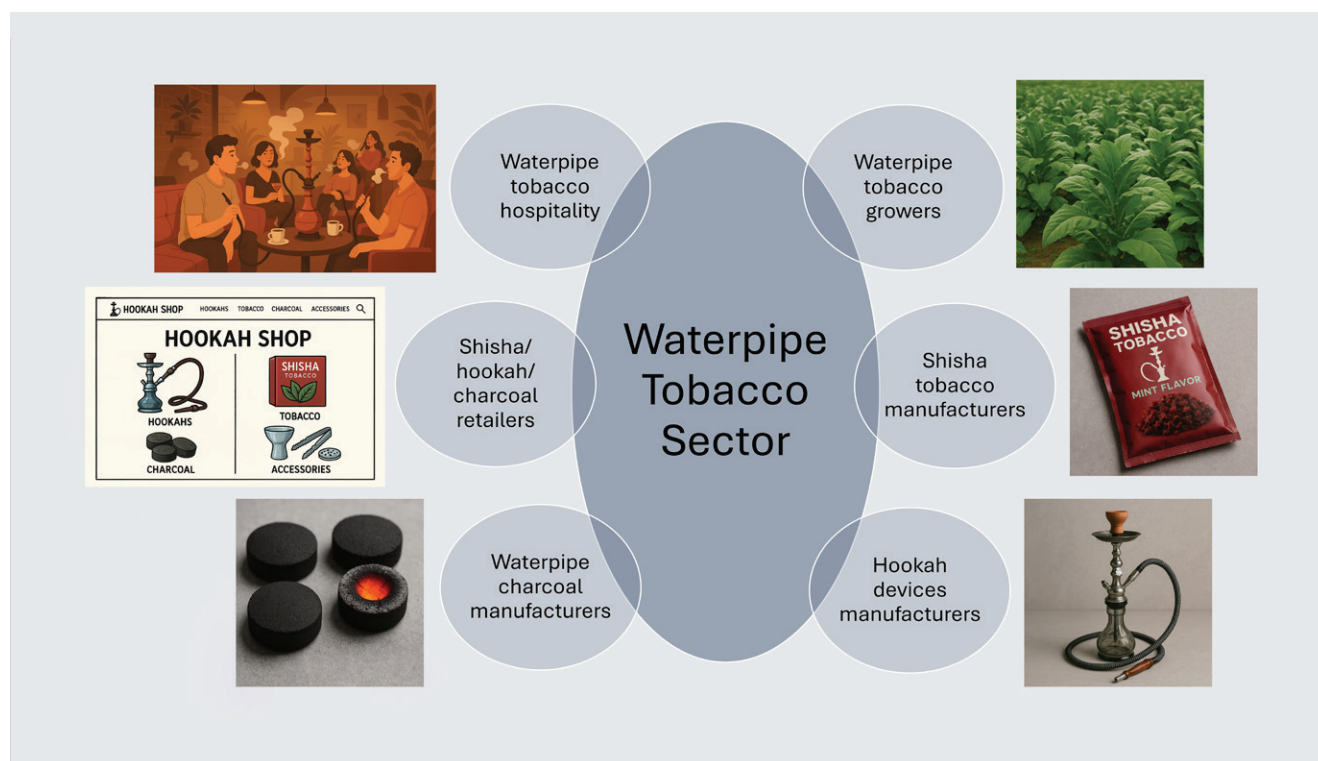 Waterpipe
tobacco
hospitality
Waterpipe
tobacco
growers
HOOKAH SHOP HOOKAHS TOBACCO CHARCOAL ACCESSORIES
HOOKAH SHOP
SHISHA
TOBACCO
HOOKAHS
TOBACCO
CHARCOAL
ACCESSORIES
Shisha/
hookah/
charcoal
retailers
Waterpipe
Tobacco
Sector
Shisha
tobacco
manufacturers
SHISHA
TOBACCO
MINT FLAVOR
Waterpipe
charcoal
manufacturers
Hookah
devices
manufacturers